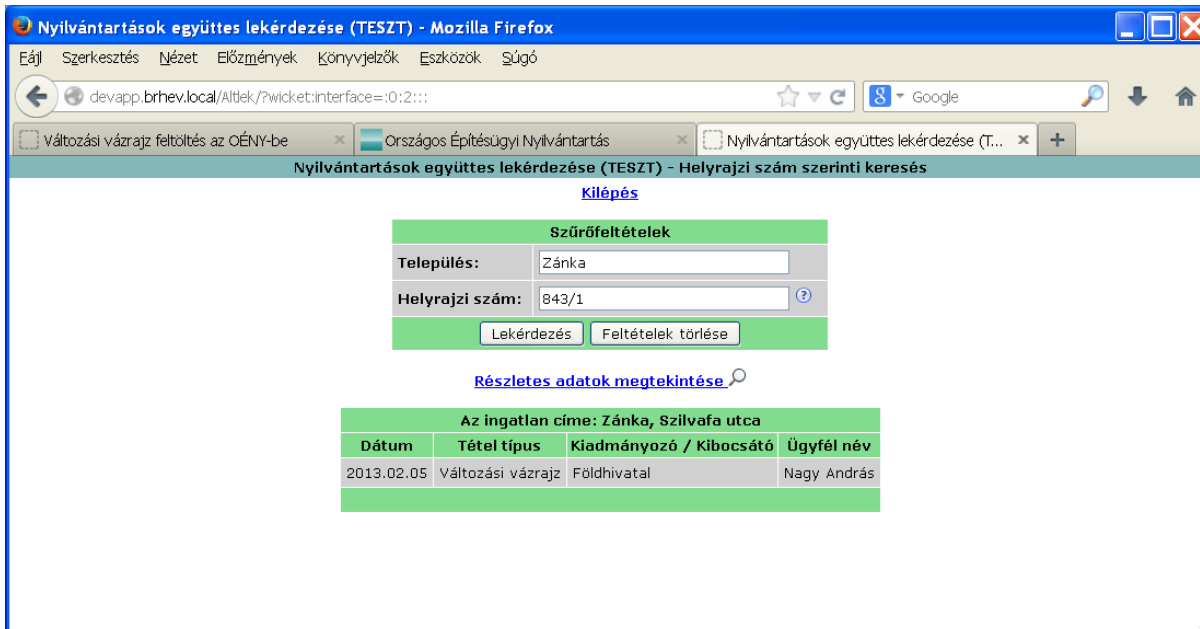 Nyilvántartások együttes lekérdezése (TESZT) - Mozilla Firefox
Fájl Szerkesztés Nézet Előzmények Könyvjelzők Eszközök Súgó
devapp.brhev.local/Altlek/?wicket:interface=:0:2::: 8 Google
Változási vázrajz feltöltés az OÉNY-be × Országos Építésügyi Nyilvántartás × Nyilvántartások együttes lekérdezése (T... × +
Nyilvántartások együttes lekérdezése (TESZT) - Helyrajzi szám szerinti keresés
Kilépés
Szűrőfeltételek
Település: Zánka
Helyrajzi szám: 843/1 ?
Lekérdezés Feltételek törlése
Részletes adatok megtekintése
Az ingatlan címe: Zánka, Szilvafa utca
Dátum Tétel típus Kiadmányozó / Kibocsátó Ügyfél név
2013.02.05 Változási vázrajz Földhivatal Nagy András